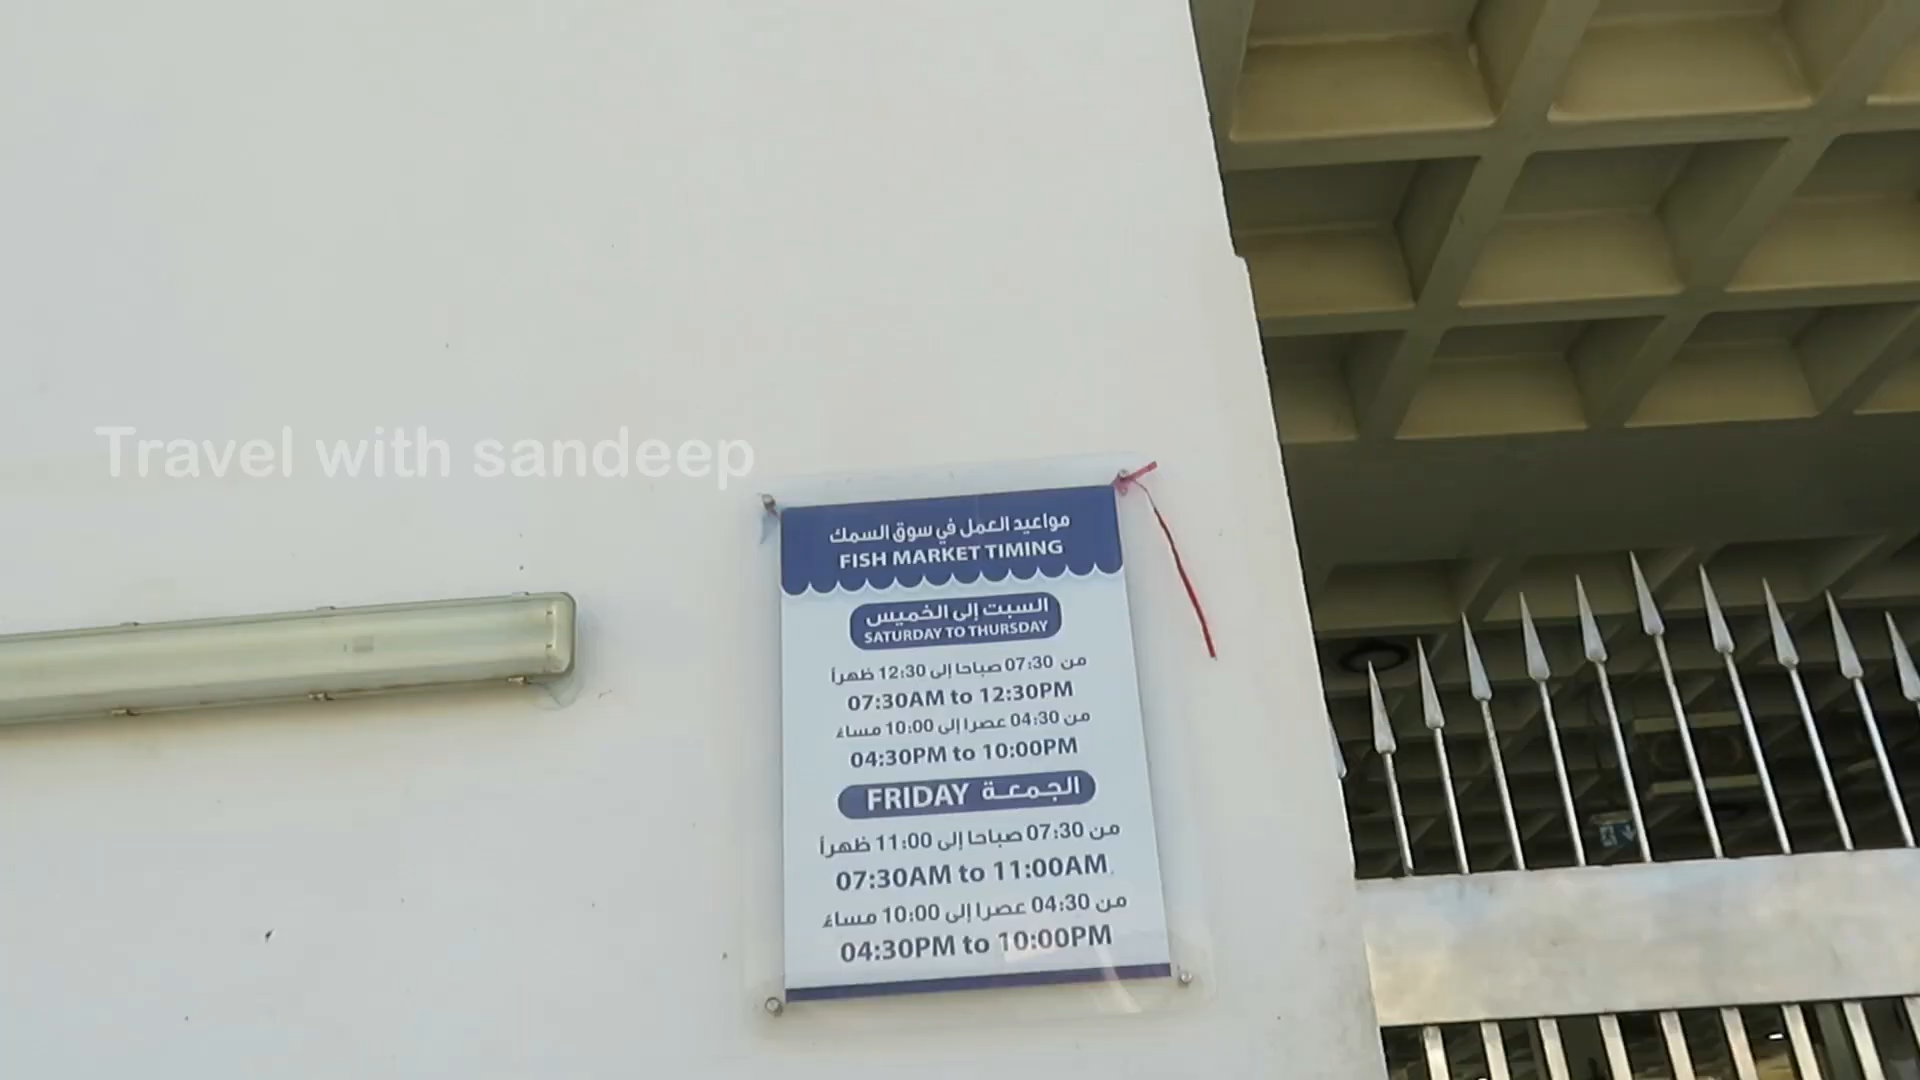 Travel with sandeep
مواعيد العمل في سوق السمك
FISH MARKET TIMING
السبت إلى الخميس
SATURDAY TO THURSDAY
من 07:30 صباحا إلى 12:30 ظهراً
07:30AM to 12:30PM
من 04:30 عصرا إلى 10:00 مساءً
04:30PM to 10:00PM
FRIDAY الجمعة
من 07:30 صباحا إلى 11:00 ظهراً
07:30AM to 11:00AM
من 04:30 عصرا إلى 10:00 مساءً
04:30PM to 10:00PM